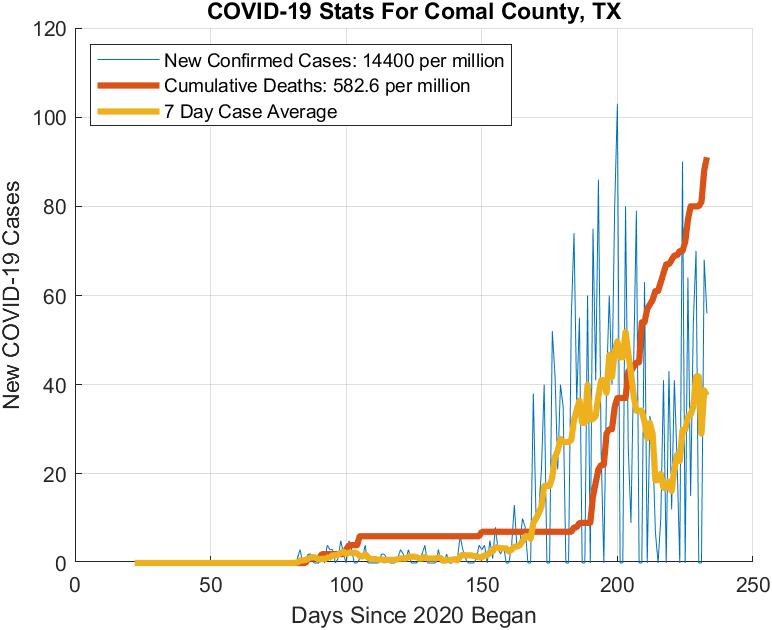 COVID-19 Stats For Comal County, TX
New Confirmed Cases: 14400 per million
Cumulative Deaths: 582.6 per million
7 Day Case Average
New COVID-19 Cases
120
100
80
60
40
20
0
0 50 100 150 200 250
Days Since 2020 Began